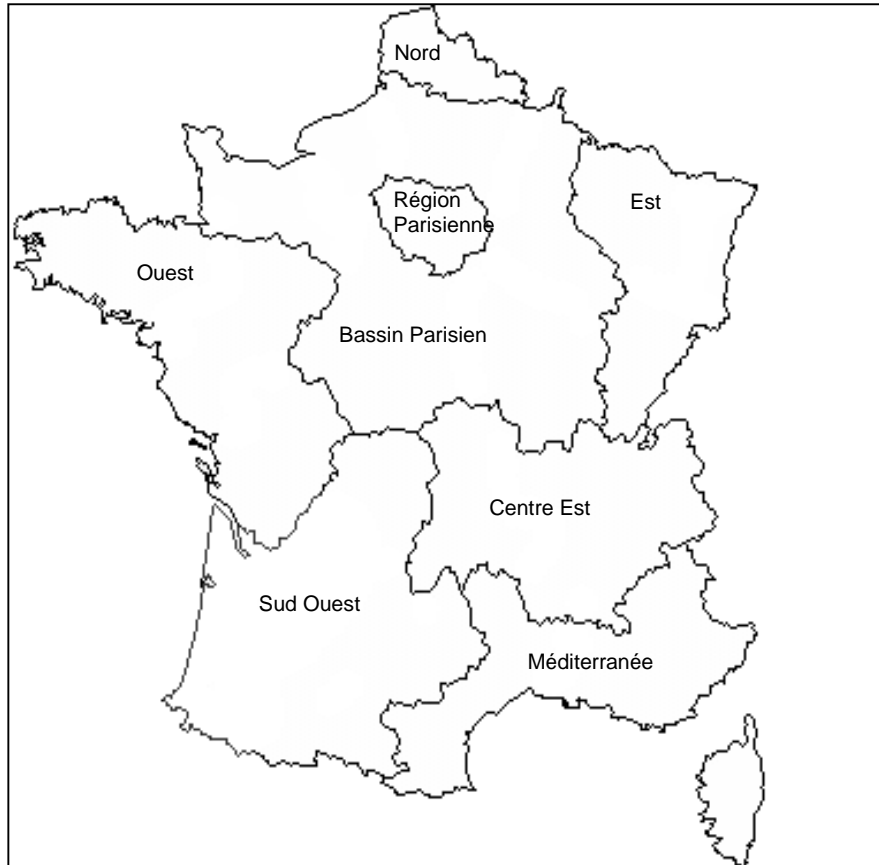 Nord
Région
Parisienne
Est
Ouest
Bassin Parisien
Centre Est
Sud Ouest
Méditerranée